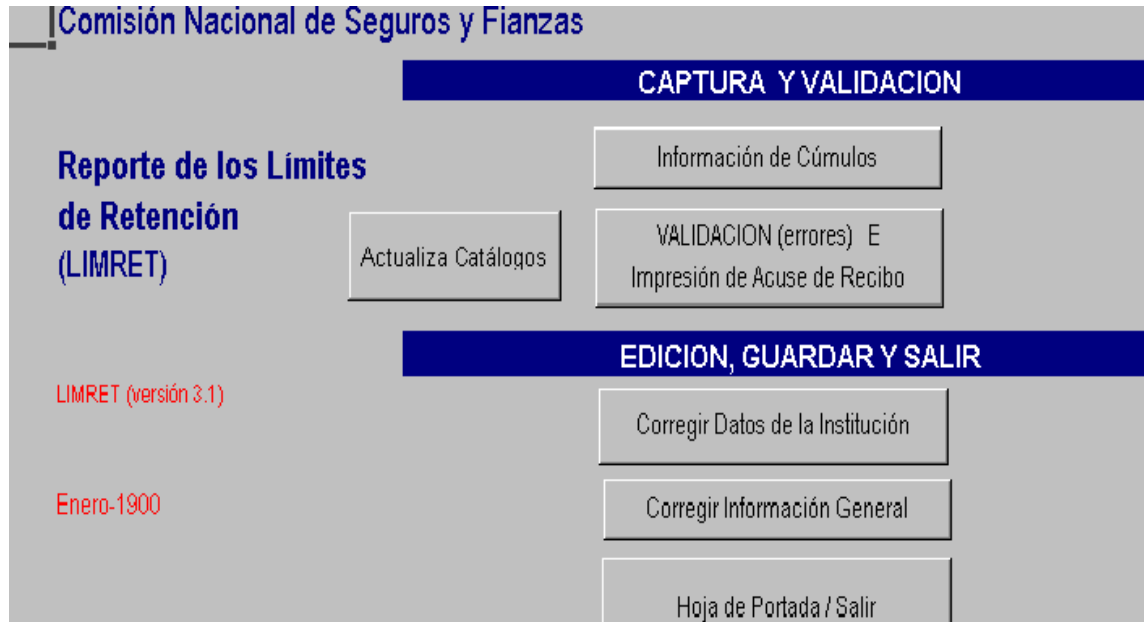 Comisión Nacional de Seguros y Fianzas
CAPTURA Y VALIDACION
Información de Cúmulos
Reporte de los Límites
de Retención
(LIMRET)
Actualiza Catálogos
VALIDACION (errores) E
Impresión de Acuse de Recibo
EDICION, GUARDAR Y SALIR
LIMRET (versión 3.1)
Corregir Datos de la Institución
Enero-1900
Corregir Información General
Hoja de Portada / Salir